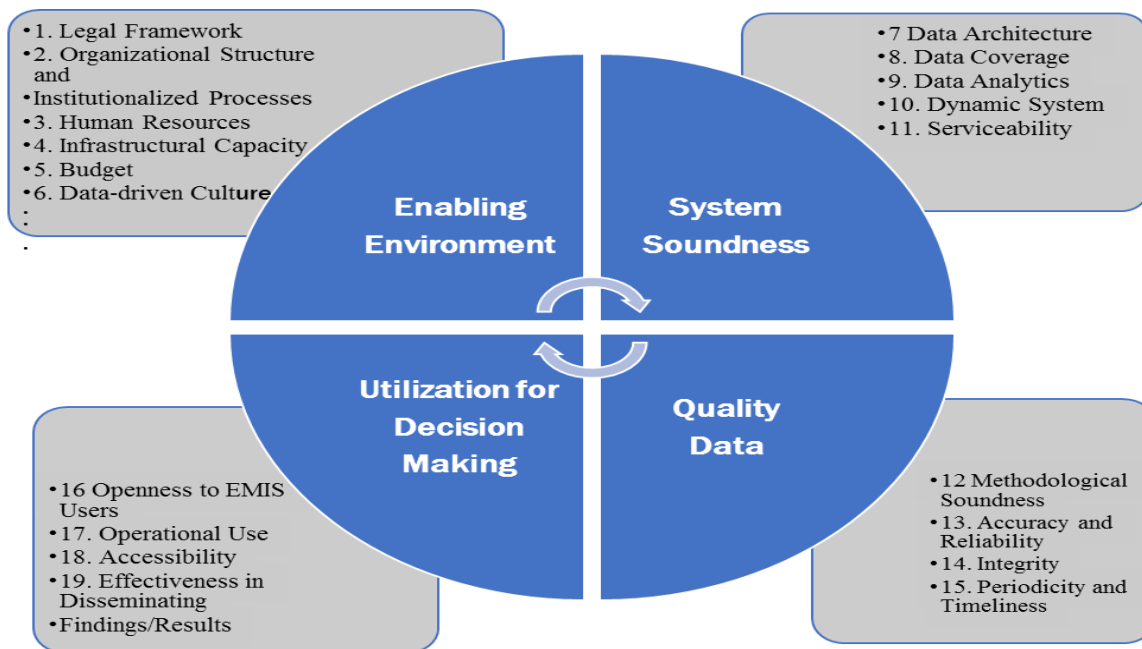 •1. Legal Framework
•2. Organizational Structure
and
•Institutionalized Processes
•3. Human Resources
•4. Infrastructural Capacity
•5. Budget
•6. Data-driven Culture
:
.
•7 Data Architecture
•8. Data Coverage
•9. Data Analytics
•10. Dynamic System
•11. Serviceability
Enabling
Environment
System
Soundness
Utilization for
Decision
Making
Quality
Data
•16 Openness to EMIS
Users
•17. Operational Use
•18. Accessibility
•19. Effectiveness in
Disseminating
•Findings/Results
•12 Methodological
Soundness
•13. Accuracy and
Reliability
•14. Integrity
•15. Periodicity and
Timeliness